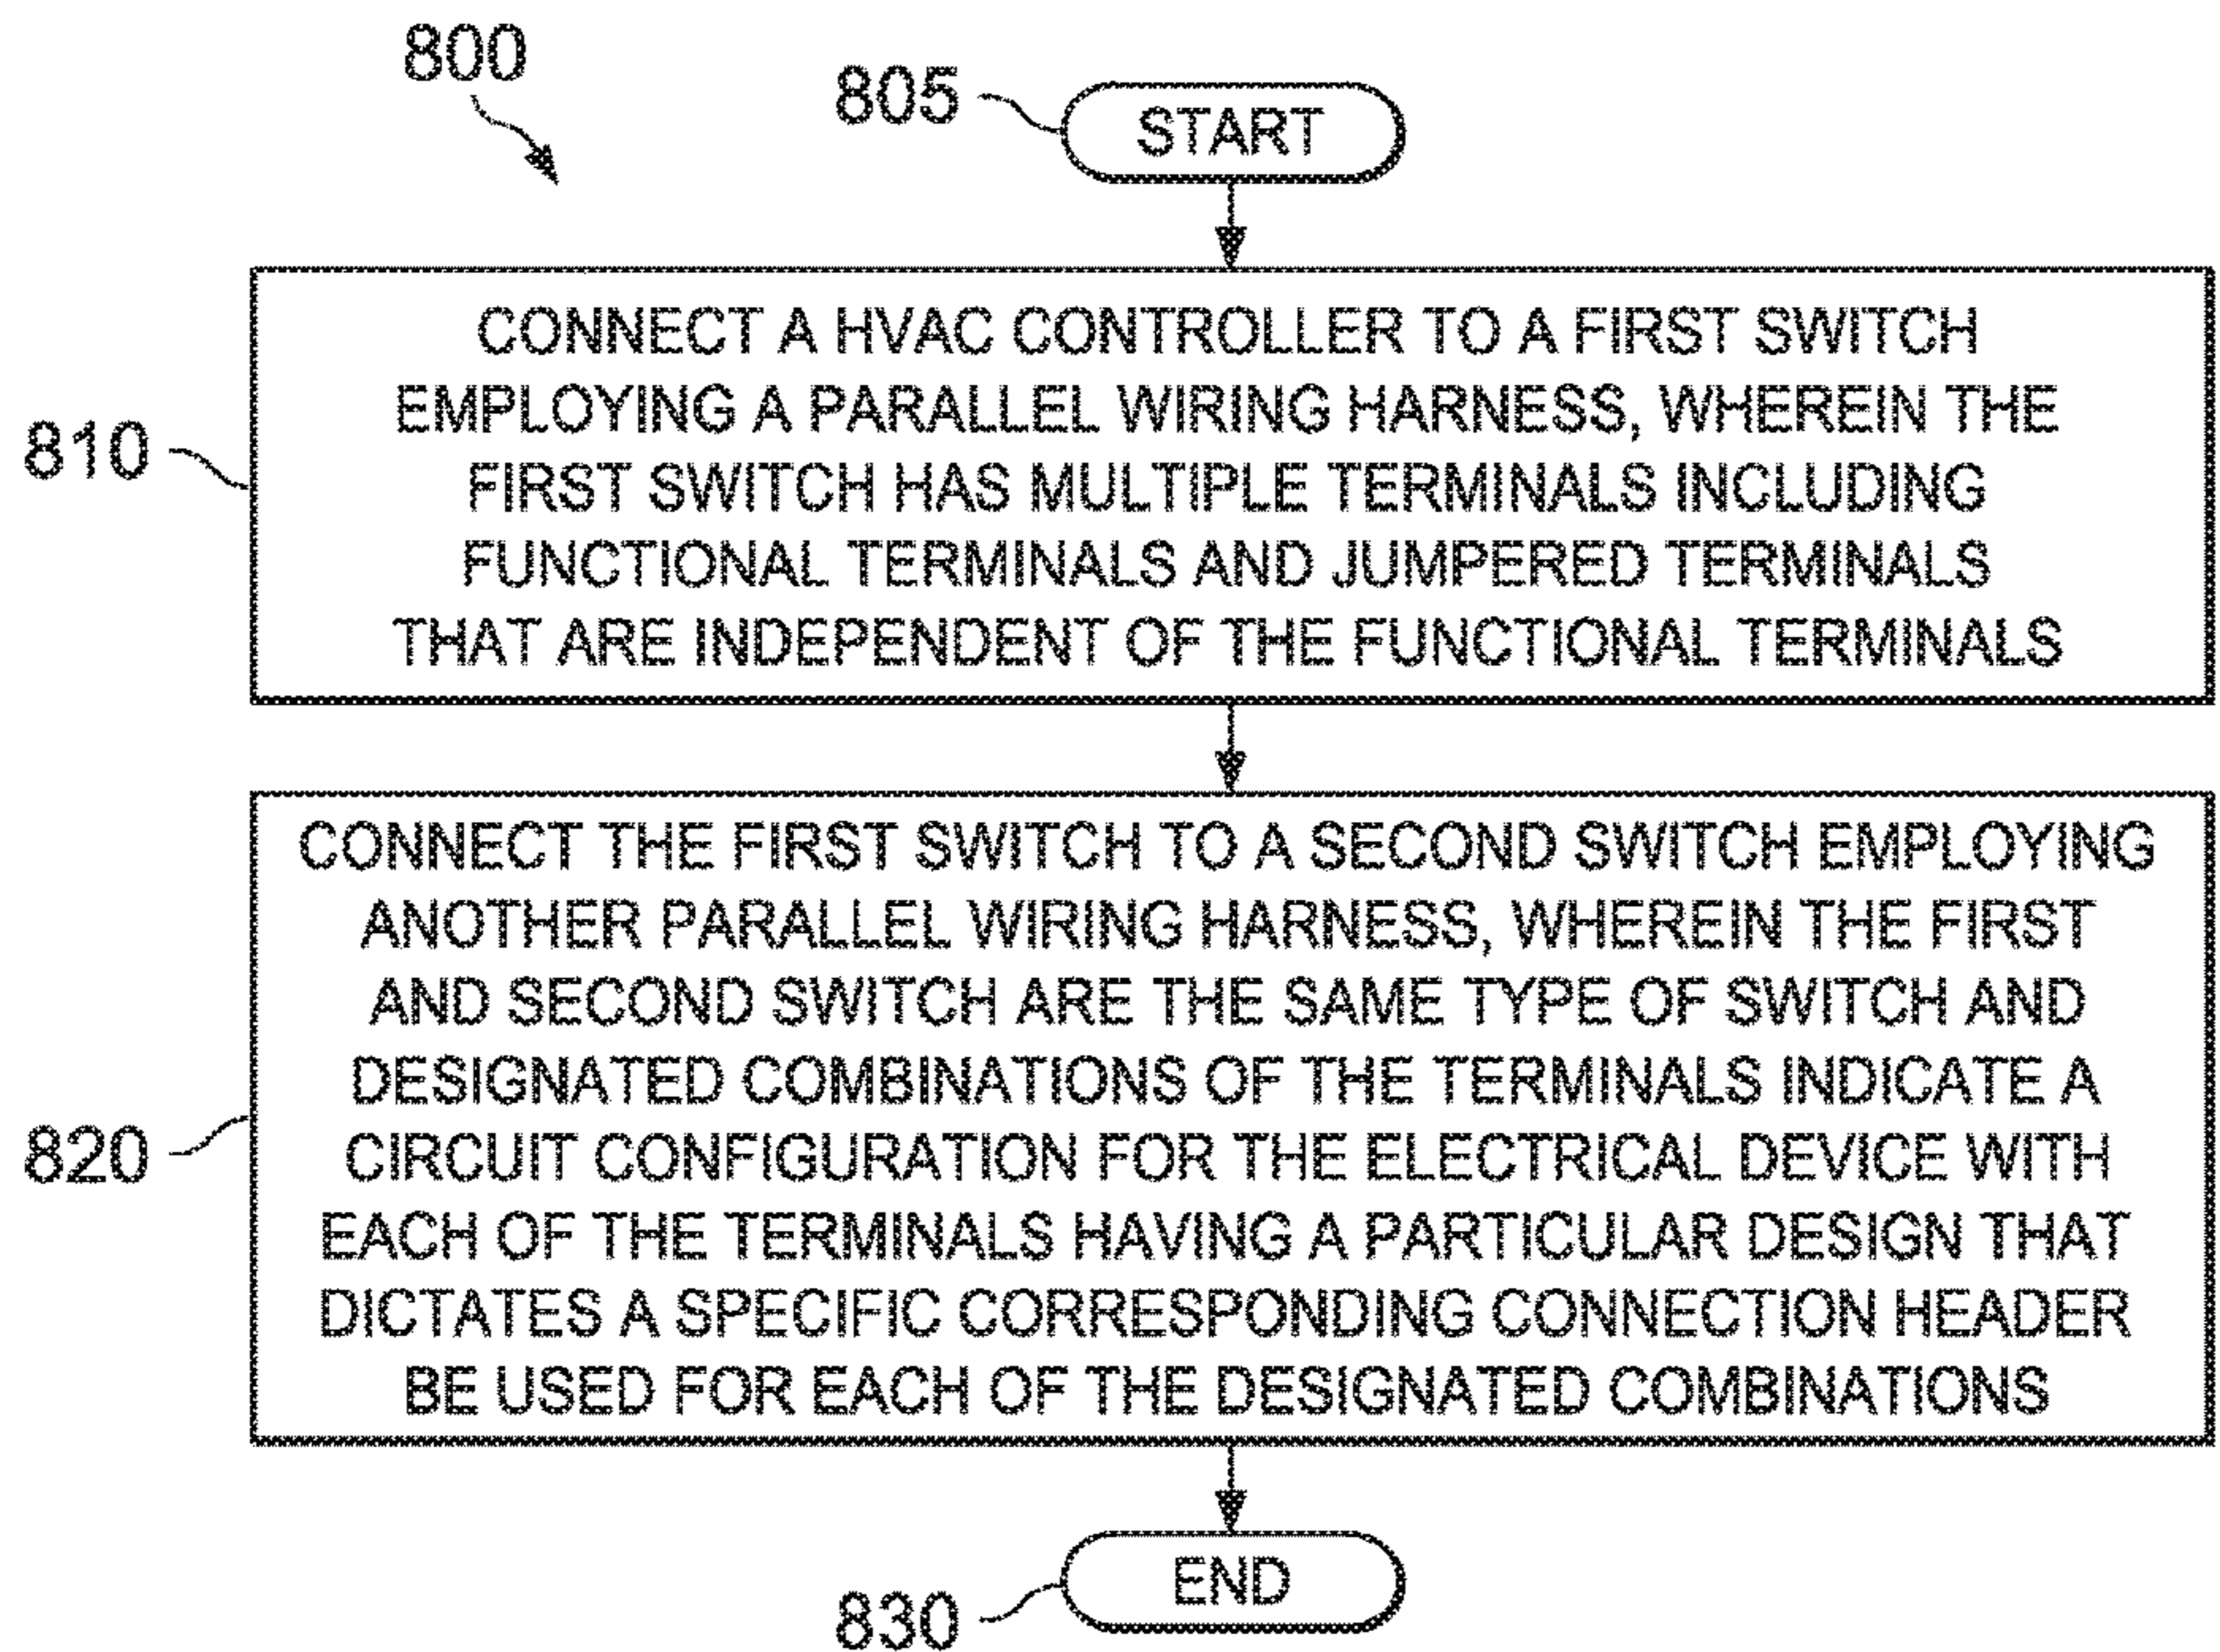 800
805
START
810
CONNECT A HVAC CONTROLLER TO A FIRST SWITCH
EMPLOYING A PARALLEL WIRING HARNESS, WHEREIN THE
FIRST SWITCH HAS MULTIPLE TERMINALS INCLUDING
FUNCTIONAL TERMINALS AND JUMPERED TERMINALS
THAT ARE INDEPENDENT OF THE FUNCTIONAL TERMINALS
820
CONNECT THE FIRST SWITCH TO A SECOND SWITCH EMPLOYING
ANOTHER PARALLEL WIRING HARNESS, WHEREIN THE FIRST
AND SECOND SWITCH ARE THE SAME TYPE OF SWITCH AND
DESIGNATED COMBINATIONS OF THE TERMINALS INDICATE A
CIRCUIT CONFIGURATION FOR THE ELECTRICAL DEVICE WITH
EACH OF THE TERMINALS HAVING A PARTICULAR DESIGN THAT
DICTATES A SPECIFIC CORRESPONDING CONNECTION HEADER
BE USED FOR EACH OF THE DESIGNATED COMBINATIONS
830
END